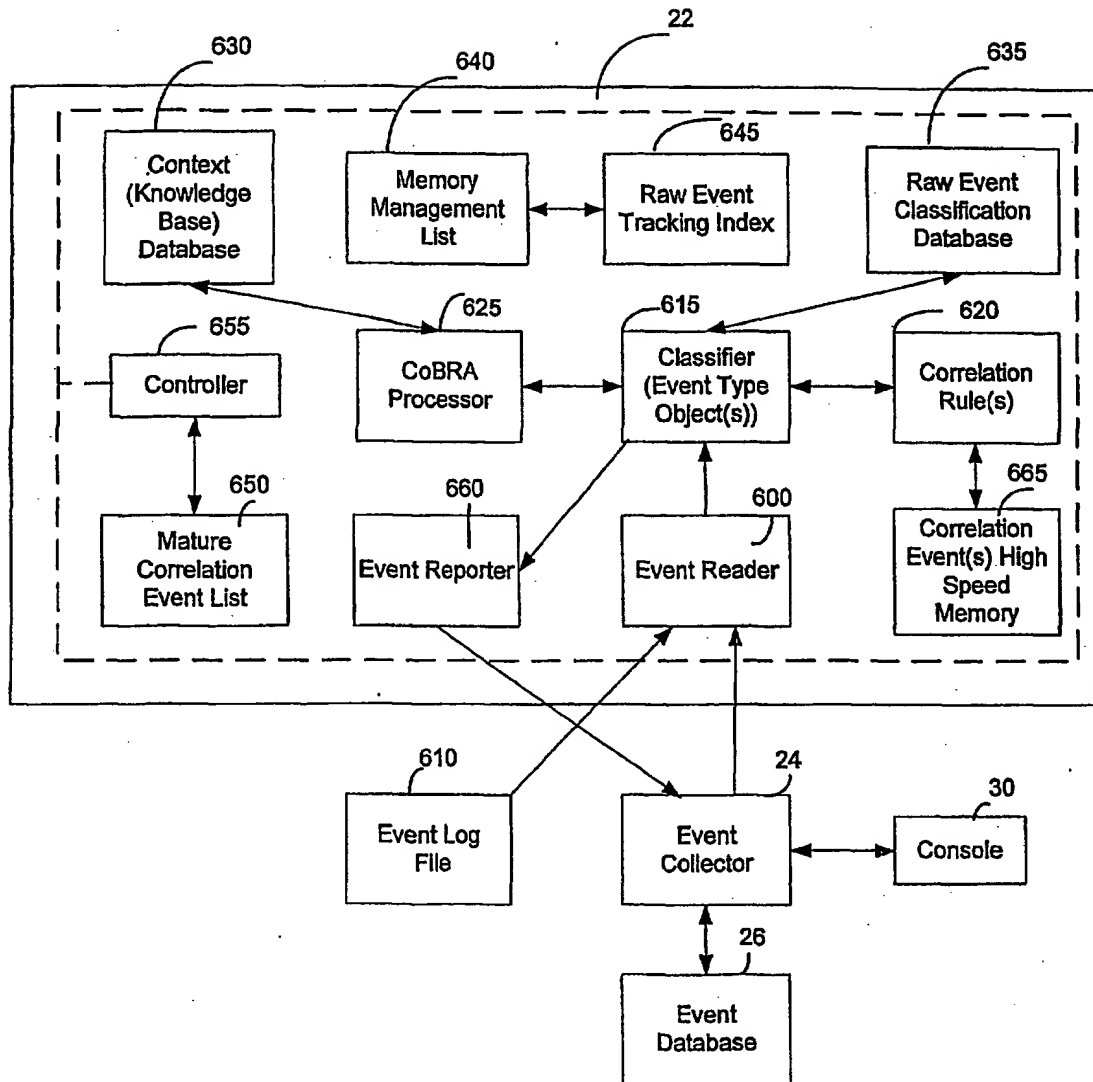 22
630
640
635
645
Context
(Knowledge
Base)
Database
Memory
Management
List
Raw Event
Tracking Index
Raw Event
Classification
Database
655
625
615
620
Controller
CoBRA
Processor
Classifier
(Event Type
Object(s))
Correlation
Rule(s)
650
660
600
665
Mature
Correlation
Event List
Event Reporter
Event Reader
Correlation
Event(s) High
Speed
Memory
610
24
30
Event Log
File
Event
Collector
Console
26
Event
Database